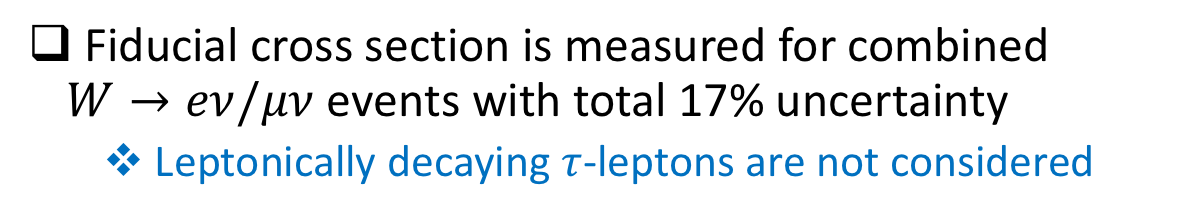 ❑ Fiducial cross section is measured for combined
W → eν/μν events with total 17% uncertainty
❖ Leptonically decaying τ-leptons are not considered